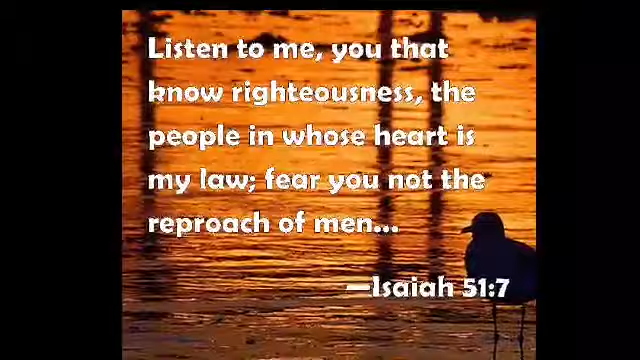 Listen to me, you that
know righteousness, the
people in whose heart is
my law; fear you not the
reproach of men...
—Isaiah 51:7